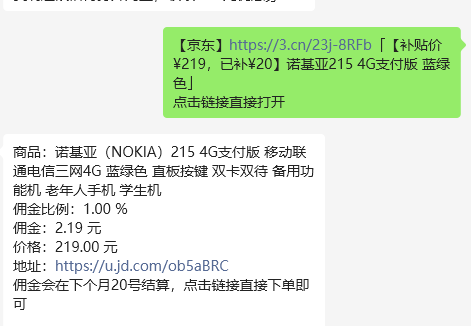 【京东】https://3.cn/23j-8RFb「【补贴价
¥219，已补¥20】诺基亚215 4G支付版 蓝绿
色」
点击链接直接打开
商品：诺基亚（NOKIA）215 4G支付版 移动联
通电信三网4G 蓝绿色 直板按键 双卡双待 备用功
能机 老年人手机 学生机
佣金比例：1.00 %
佣金：2.19 元
价格：219.00 元
地址：https://u.jd.com/ob5aBRC
佣金会在下个月20号结算，点击链接直接下单即
可